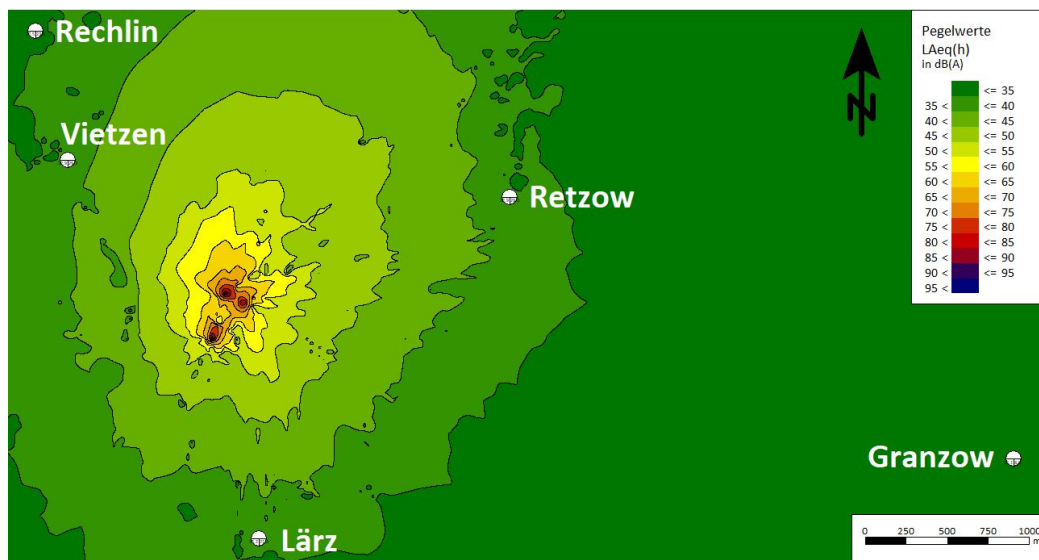 Rechlin
Vietzen
Retzow
Granzow
Lärz
N
Pegelwerte
LAeq(h)
in dB(A)
<= 35
35 < <= 40
40 < <= 45
45 < <= 50
50 < <= 55
55 < <= 60
60 < <= 65
65 < <= 70
70 < <= 75
75 < <= 80
80 < <= 85
85 < <= 90
90 < <= 95
95 <
0 250 500 750 1000
m